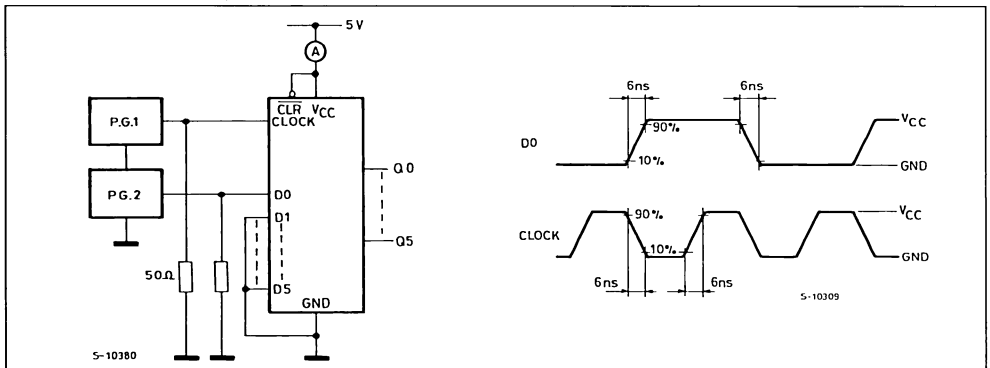 5 V
A
CLR VCC
P.G.1
CLOCK
Q0
P G. 2
D0
D1
Q5
50Ω
D5
GND
S-10380
6ns 6ns
VCC
90%
D0
10%
GND
VCC
90%
CLOCK
10%
GND
6ns 6ns
S-10309